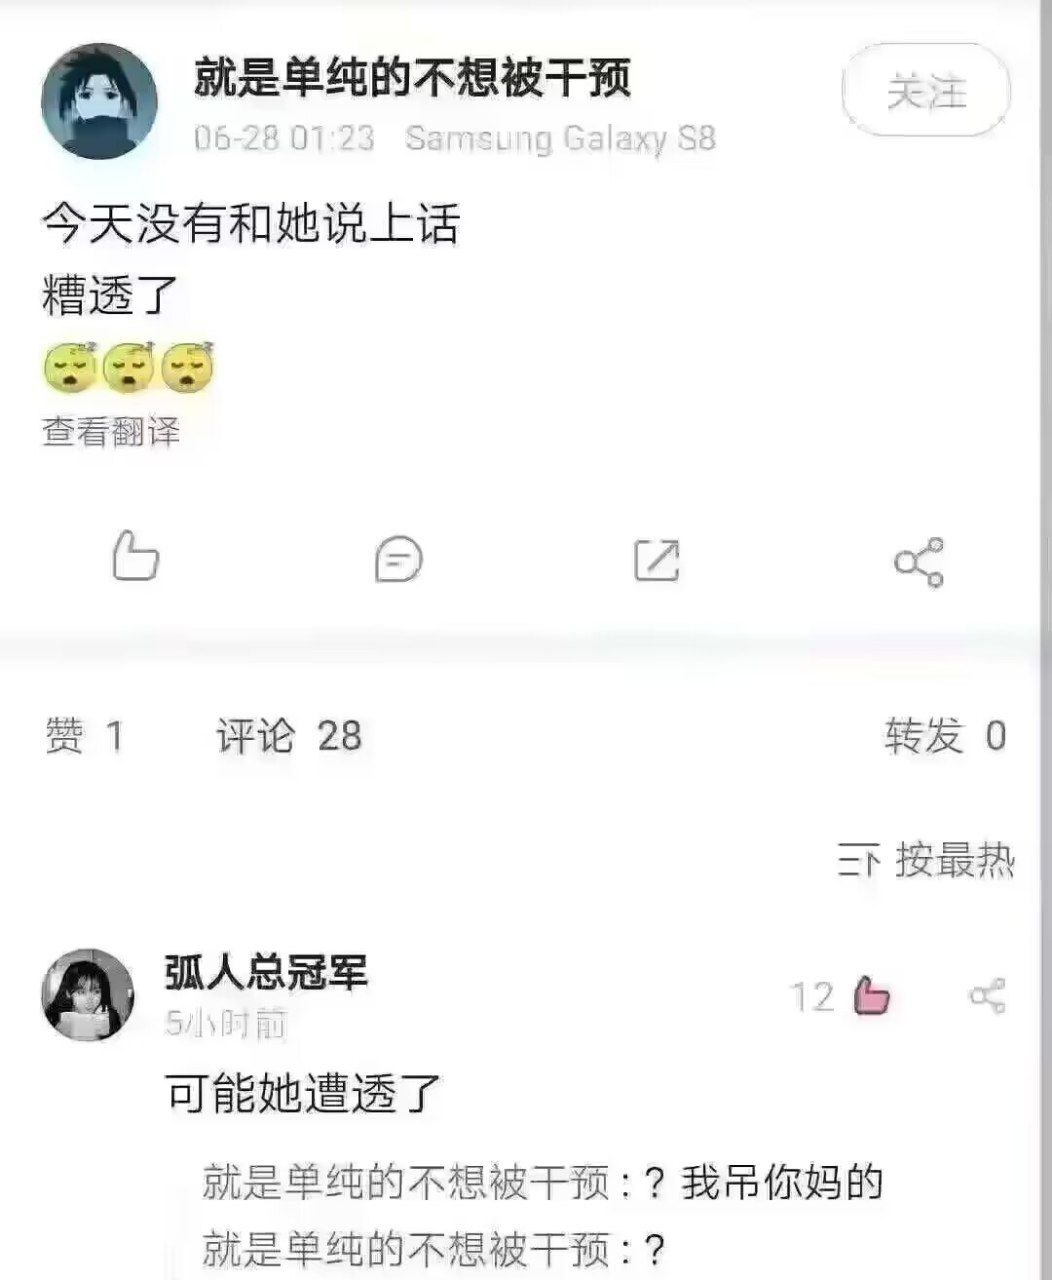 就是单纯的不想被干预
关注
06-28 01:23 Samsung Galaxy S8
今天没有和她说上话
糟透了
😴😴😴
查看翻译
赞 1 评论 28 转发 0
按最热
弧人总冠军
5小时前
12
可能她遭透了
就是单纯的不想被干预：？我吊你妈的
就是单纯的不想被干预：？